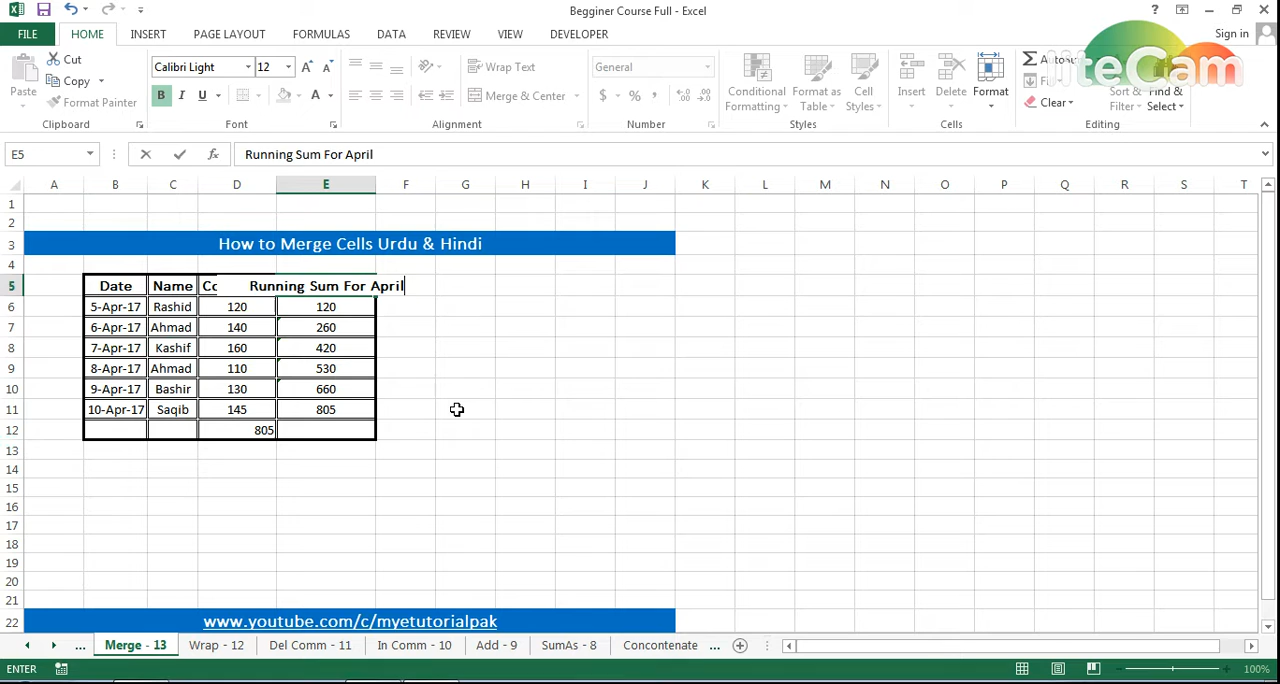 Begginer Course Full - Excel
?
FILE HOME INSERT PAGE LAYOUT FORMULAS DATA REVIEW VIEW DEVELOPER Sign in
Paste
Cut
Copy
Format Painter
Clipboard
Calibri Light 12 A A
B I U A
Font
Wrap Text
Merge & Center
Alignment
General
$ % ,
Number
Conditional Formatting
Format as Table
Cell Styles
Styles
Insert Delete Format
Cells
Clear
Sort & Filter
Find & Select
Editing
liteCam
E5 fx Running Sum For April
A B C D E F G H I J K L M N O P Q R S T
1
2
3 How to Merge Cells Urdu & Hindi
4
5 Date Name Running Sum For April
6 5-Apr-17 Rashid 120 120
7 6-Apr-17 Ahmad 140 260
8 7-Apr-17 Kashif 160 420
9 8-Apr-17 Ahmad 110 530
10 9-Apr-17 Bashir 130 660
11 10-Apr-17 Saqib 145 805
12 805
13
14
15
16
17
18
19
20
21
22 www.youtube.com/c/myetutorialpak
... Merge - 13 Wrap - 12 Del Comm - 11 In Comm - 10 Add - 9 SumAs - 8 Concontenate ...
ENTER 100%